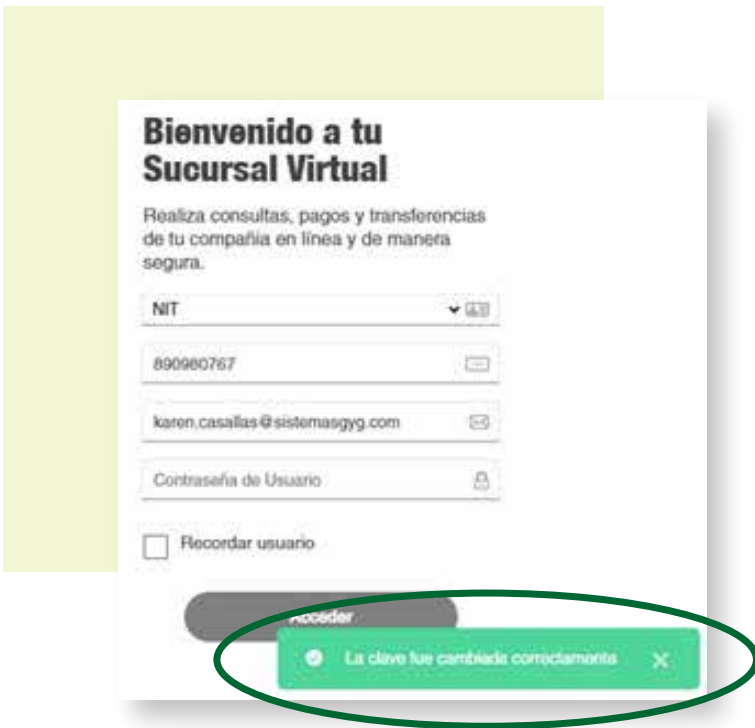 Bienvenido a tu
Sucursal Virtual
Realiza consultas, pagos y transferencias
de tu compañia en línea y de manera
segura.
NIT
890980767
karen.casallas@sistemasgyg.com
Contraseña de Usuario
Recordar usuario
Acceder
La clave fue cambiada correctamente